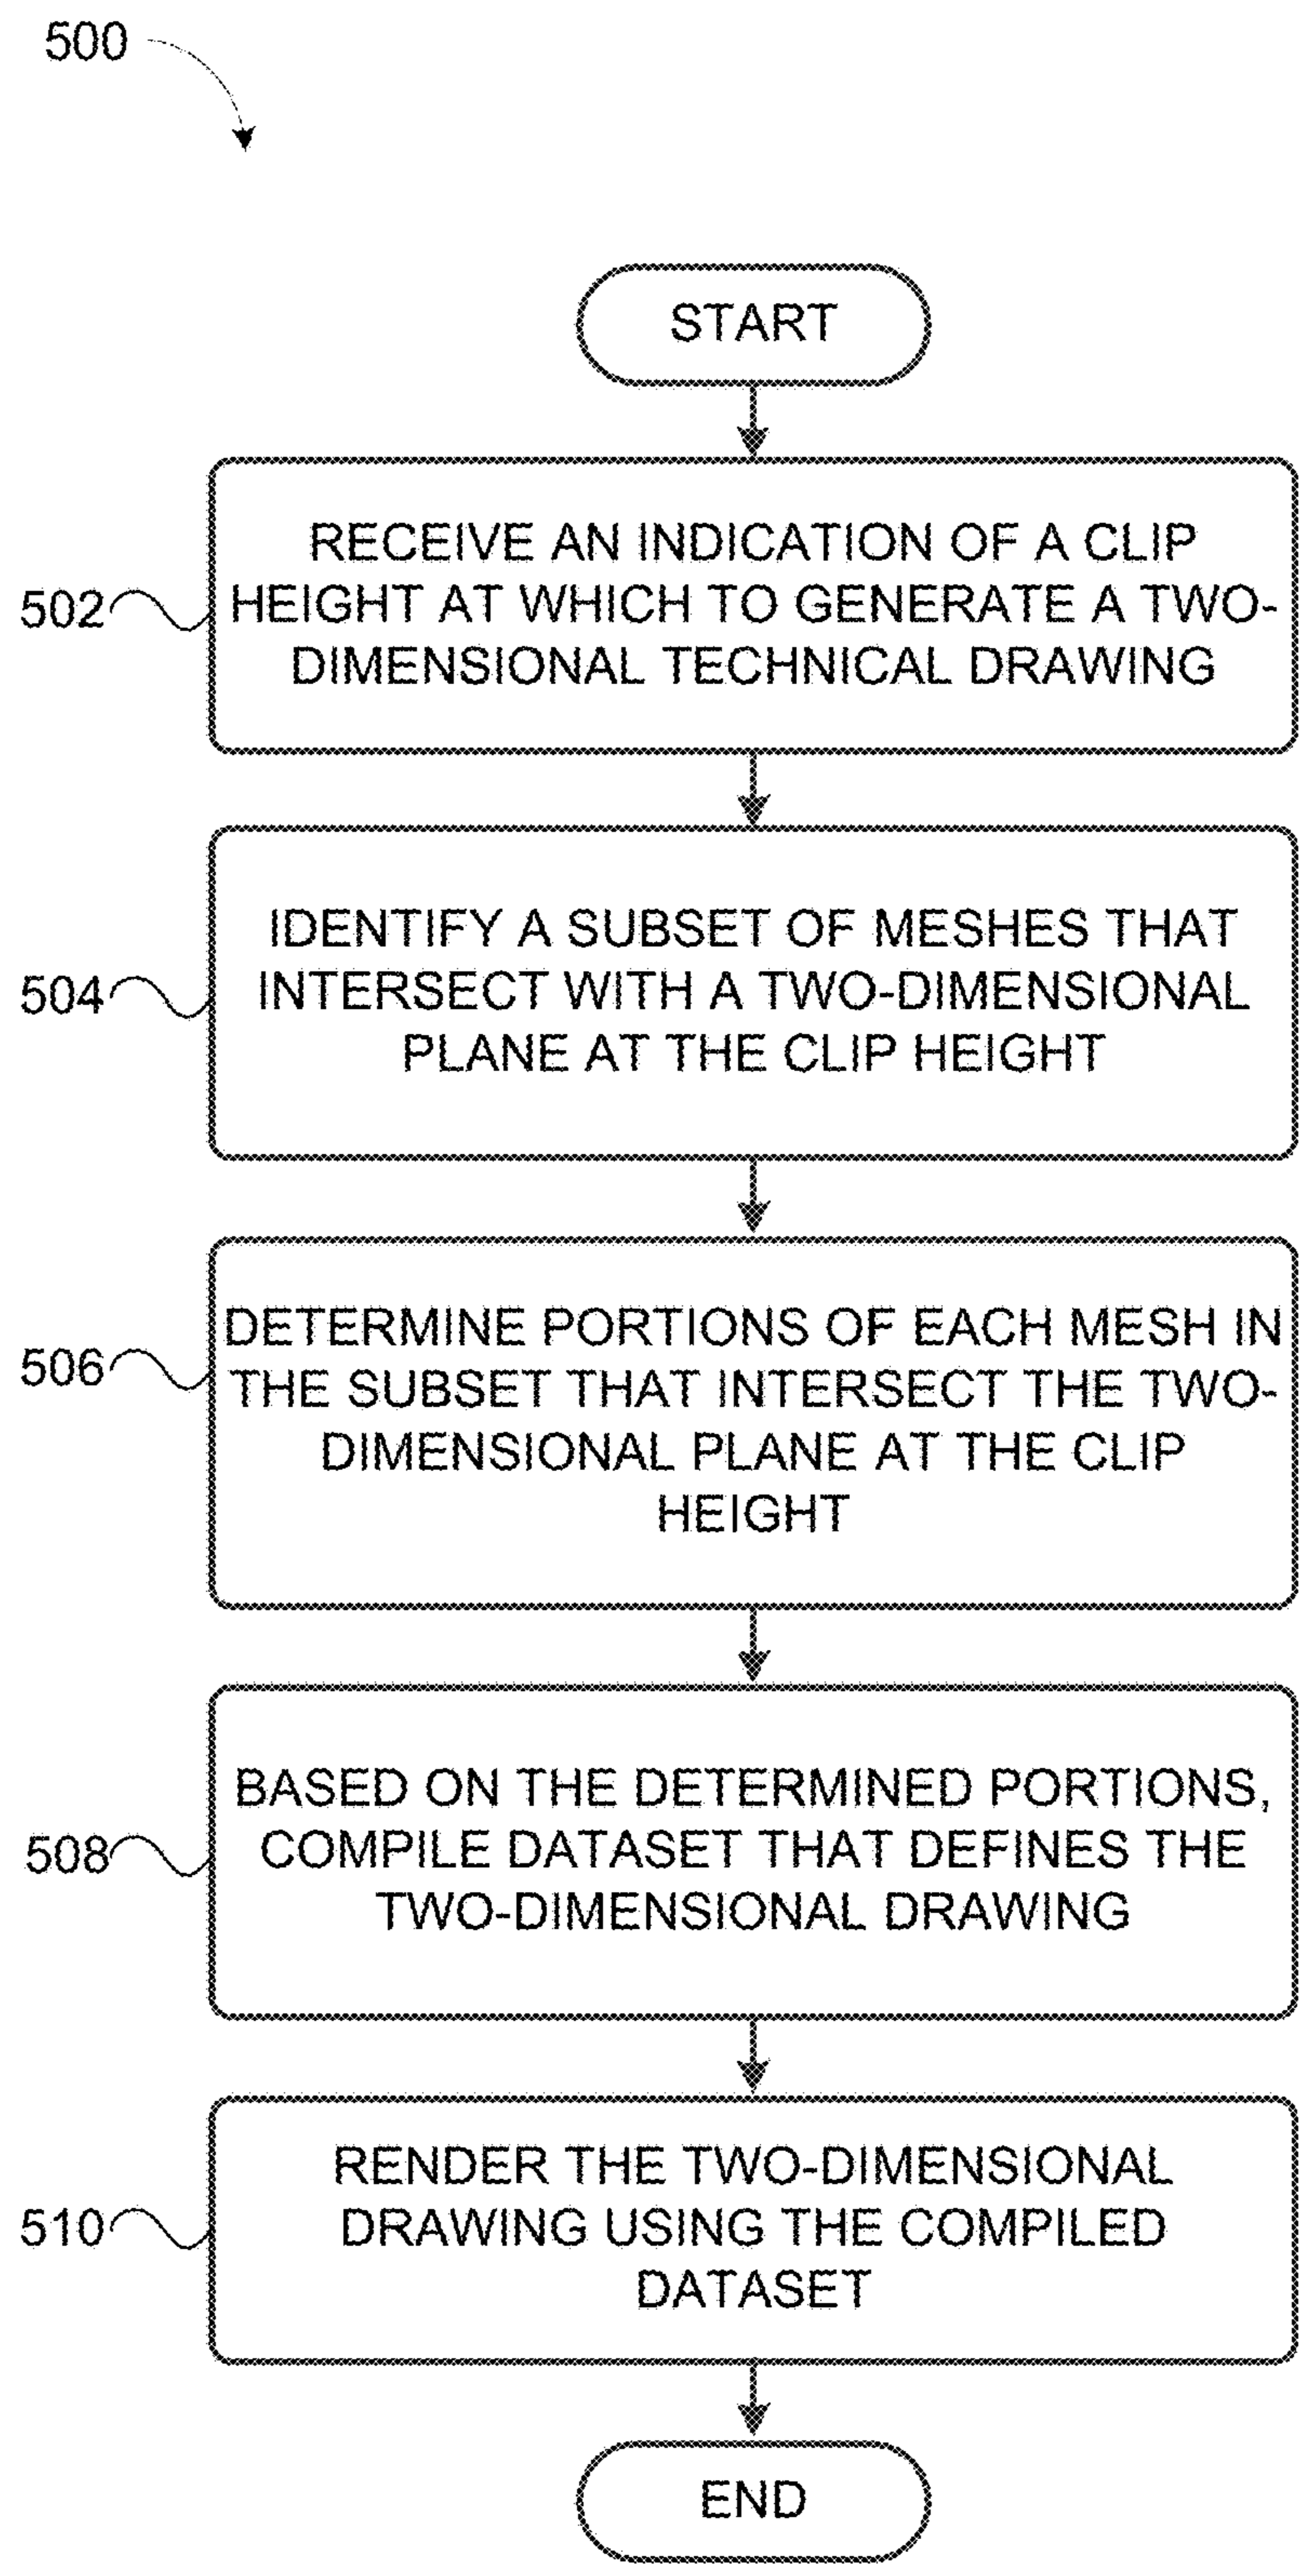 500
START
502
RECEIVE AN INDICATION OF A CLIP
HEIGHT AT WHICH TO GENERATE A TWO-
DIMENSIONAL TECHNICAL DRAWING
504
IDENTIFY A SUBSET OF MESHES THAT
INTERSECT WITH A TWO-DIMENSIONAL
PLANE AT THE CLIP HEIGHT
506
DETERMINE PORTIONS OF EACH MESH IN
THE SUBSET THAT INTERSECT THE TWO-
DIMENSIONAL PLANE AT THE CLIP
HEIGHT
508
BASED ON THE DETERMINED PORTIONS,
COMPILE DATASET THAT DEFINES THE
TWO-DIMENSIONAL DRAWING
510
RENDER THE TWO-DIMENSIONAL
DRAWING USING THE COMPILED
DATASET
END